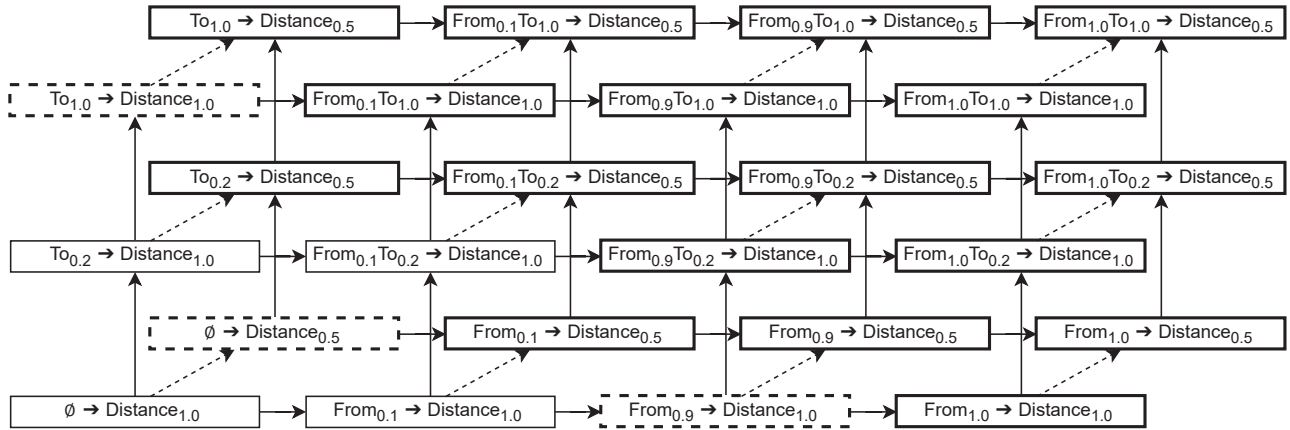 To1.0 ➔ Distance0.5 From0.1To1.0 ➔ Distance0.5 From0.9To1.0 ➔ Distance0.5 From1.0To1.0 ➔ Distance0.5
To1.0 ➔ Distance1.0 From0.1To1.0 ➔ Distance1.0 From0.9To1.0 ➔ Distance1.0 From1.0To1.0 ➔ Distance1.0
To0.2 ➔ Distance0.5 From0.1To0.2 ➔ Distance0.5 From0.9To0.2 ➔ Distance0.5 From1.0To0.2 ➔ Distance0.5
To0.2 ➔ Distance1.0 From0.1To0.2 ➔ Distance1.0 From0.9To0.2 ➔ Distance1.0 From1.0To0.2 ➔ Distance1.0
∅ ➔ Distance0.5 From0.1 ➔ Distance0.5 From0.9 ➔ Distance0.5 From1.0 ➔ Distance0.5
∅ ➔ Distance1.0 From0.1 ➔ Distance1.0 From0.9 ➔ Distance1.0 From1.0 ➔ Distance1.0